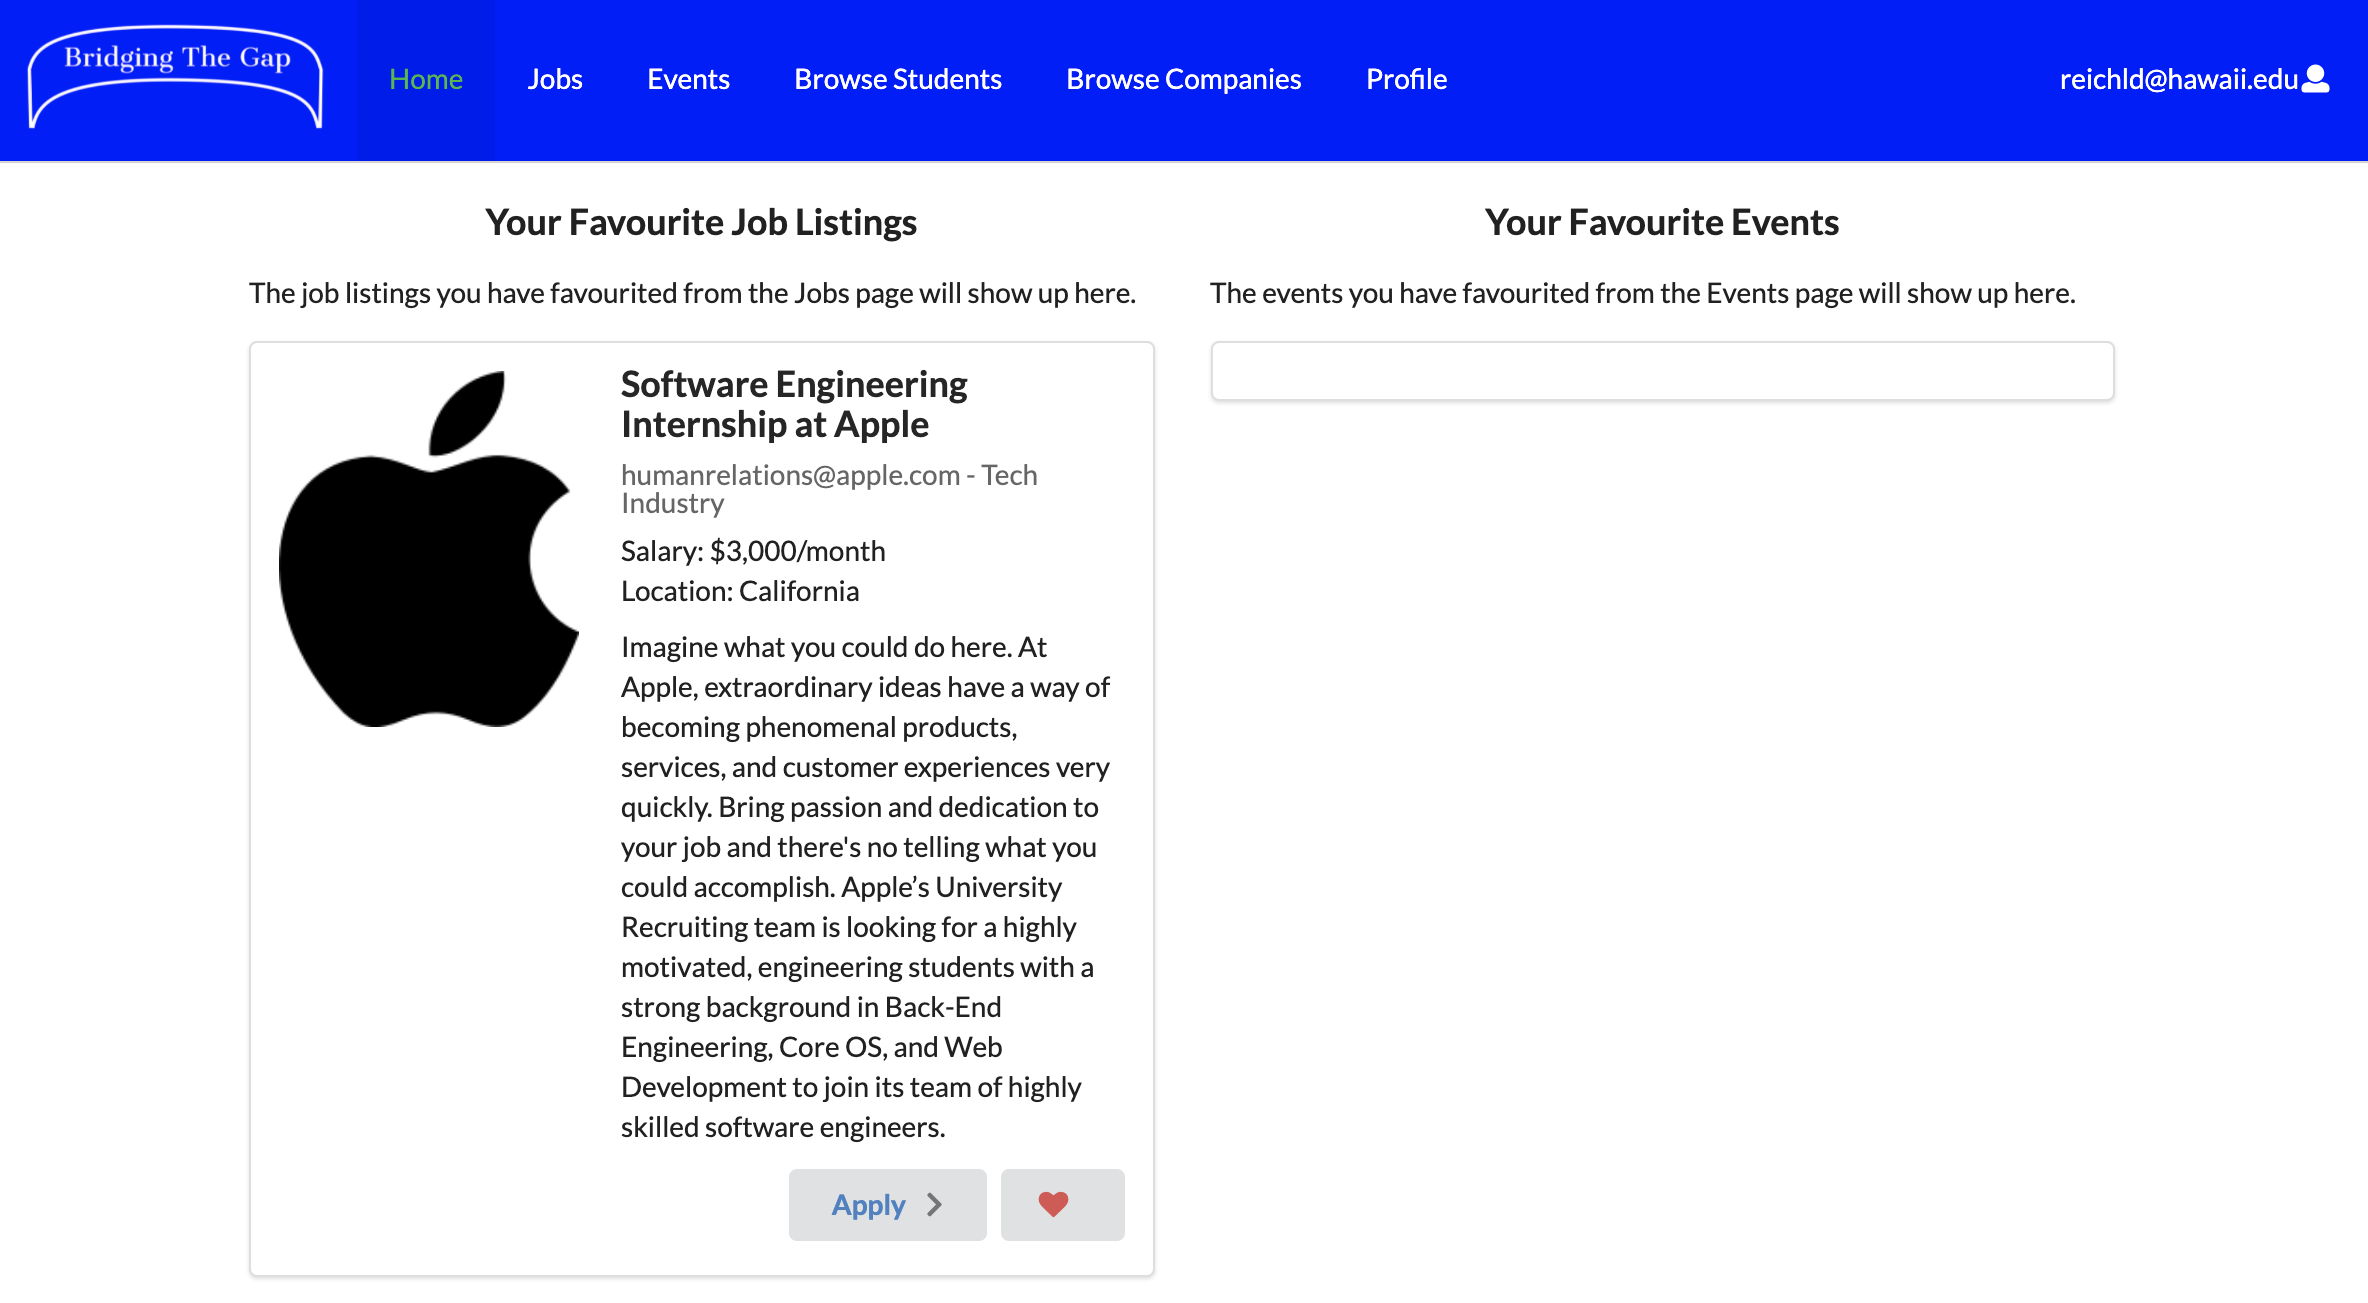 Bridging The Gap
Home Jobs Events Browse Students Browse Companies Profile reichld@hawaii.edu
Your Favourite Job Listings
The job listings you have favourited from the Jobs page will show up here.
Software Engineering
Internship at Apple
humanrelations@apple.com - Tech
Industry
Salary: $3,000/month
Location: California
Imagine what you could do here. At
Apple, extraordinary ideas have a way of
becoming phenomenal products,
services, and customer experiences very
quickly. Bring passion and dedication to
your job and there's no telling what you
could accomplish. Apple’s University
Recruiting team is looking for a highly
motivated, engineering students with a
strong background in Back-End
Engineering, Core OS, and Web
Development to join its team of highly
skilled software engineers.
Apply
Your Favourite Events
The events you have favourited from the Events page will show up here.